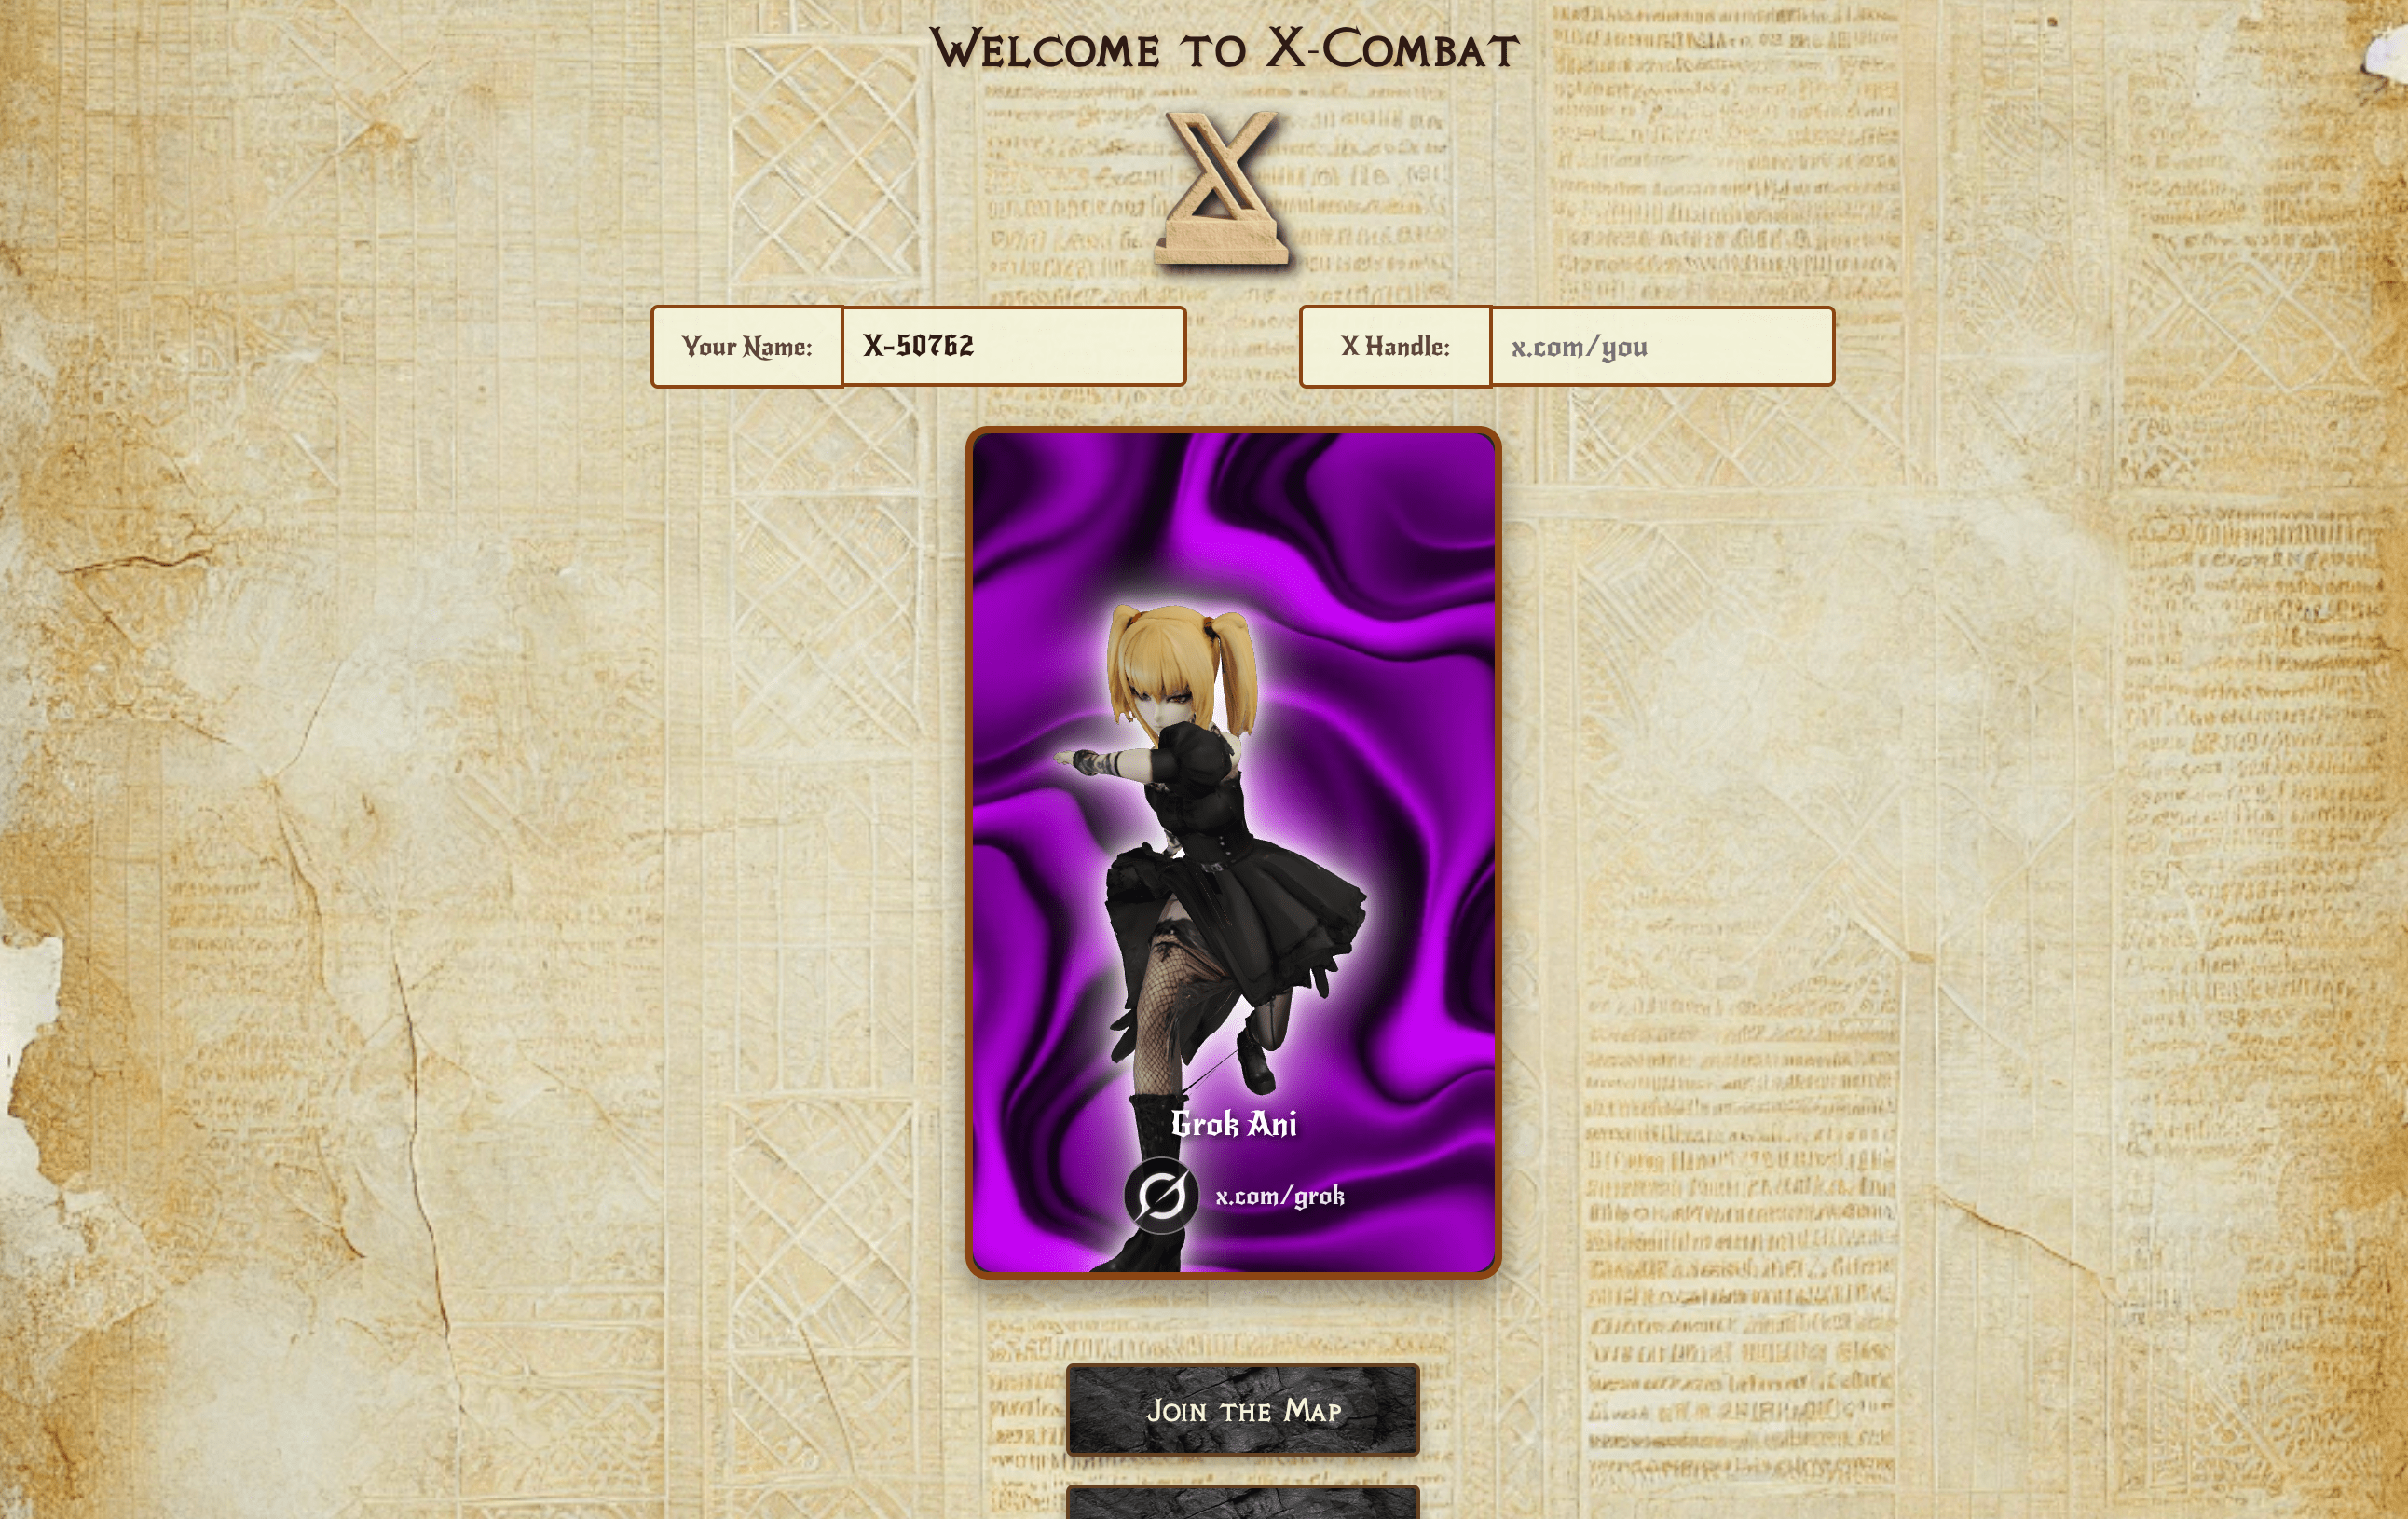 Welcome to X-Combat
Your Name:
X-50762
X Handle:
x.com/you
Grok Ani
x.com/grok
Join the Map